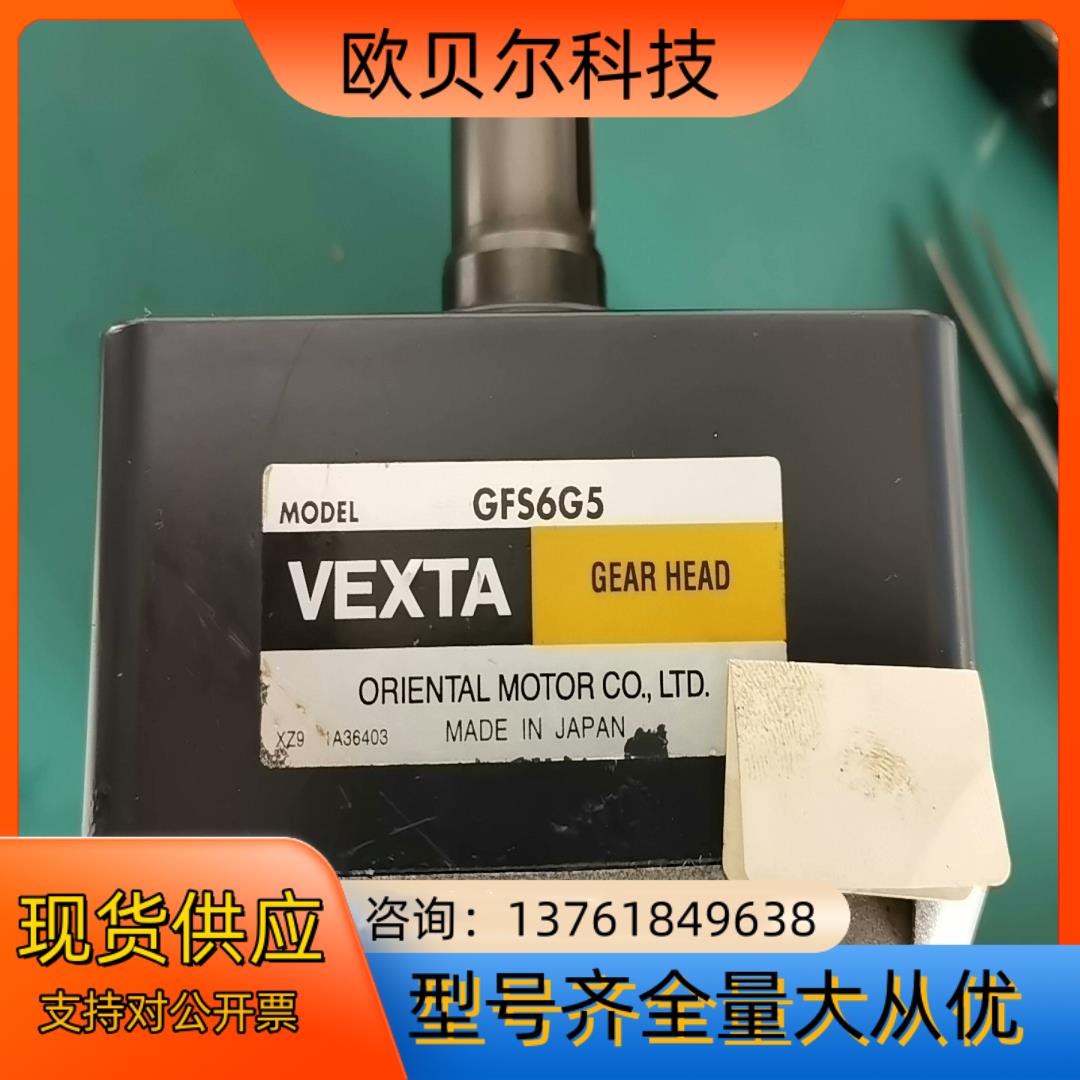 欧贝尔科技
MODEL GFS6G5
VEXTA GEAR HEAD
ORIENTAL MOTOR CO., LTD.
XZ9 1A36403 MADE IN JAPAN
现货供应
咨询：13761849638
支持对公开票
型号齐全量大从优